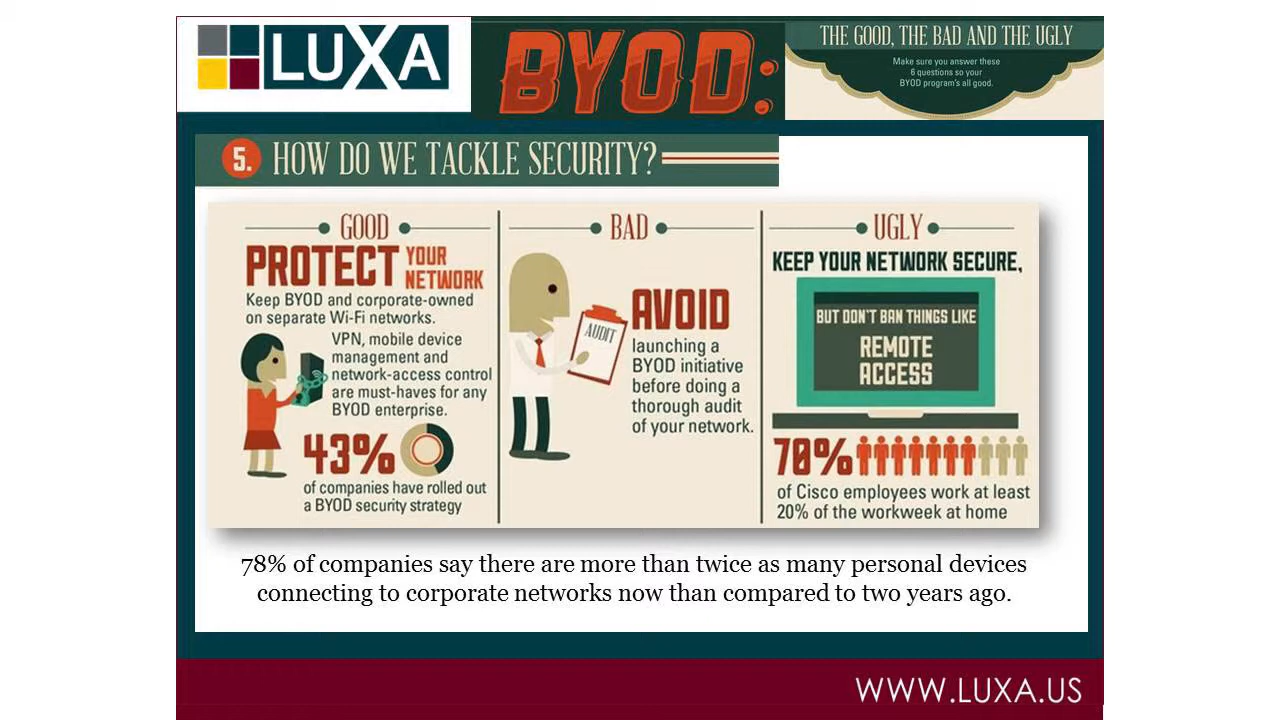 LUXA
BYOD:
THE GOOD, THE BAD AND THE UGLY
Make sure you answer these
6 questions so your
BYOD program's all good.
5. HOW DO WE TACKLE SECURITY?
GOOD
PROTECT YOUR NETWORK
Keep BYOD and corporate-owned
on separate Wi-Fi networks.
VPN, mobile device
management and
network-access control
are must-haves for any
BYOD enterprise.
43%
of companies have rolled out
a BYOD security strategy
BAD
AUDIT
AVOID
launching a
BYOD initiative
before doing a
thorough audit
of your network.
UGLY
KEEP YOUR NETWORK SECURE,
BUT DON'T BAN THINGS LIKE
REMOTE
ACCESS
70%
of Cisco employees work at least
20% of the workweek at home
78% of companies say there are more than twice as many personal devices
connecting to corporate networks now than compared to two years ago.
WWW.LUXA.US